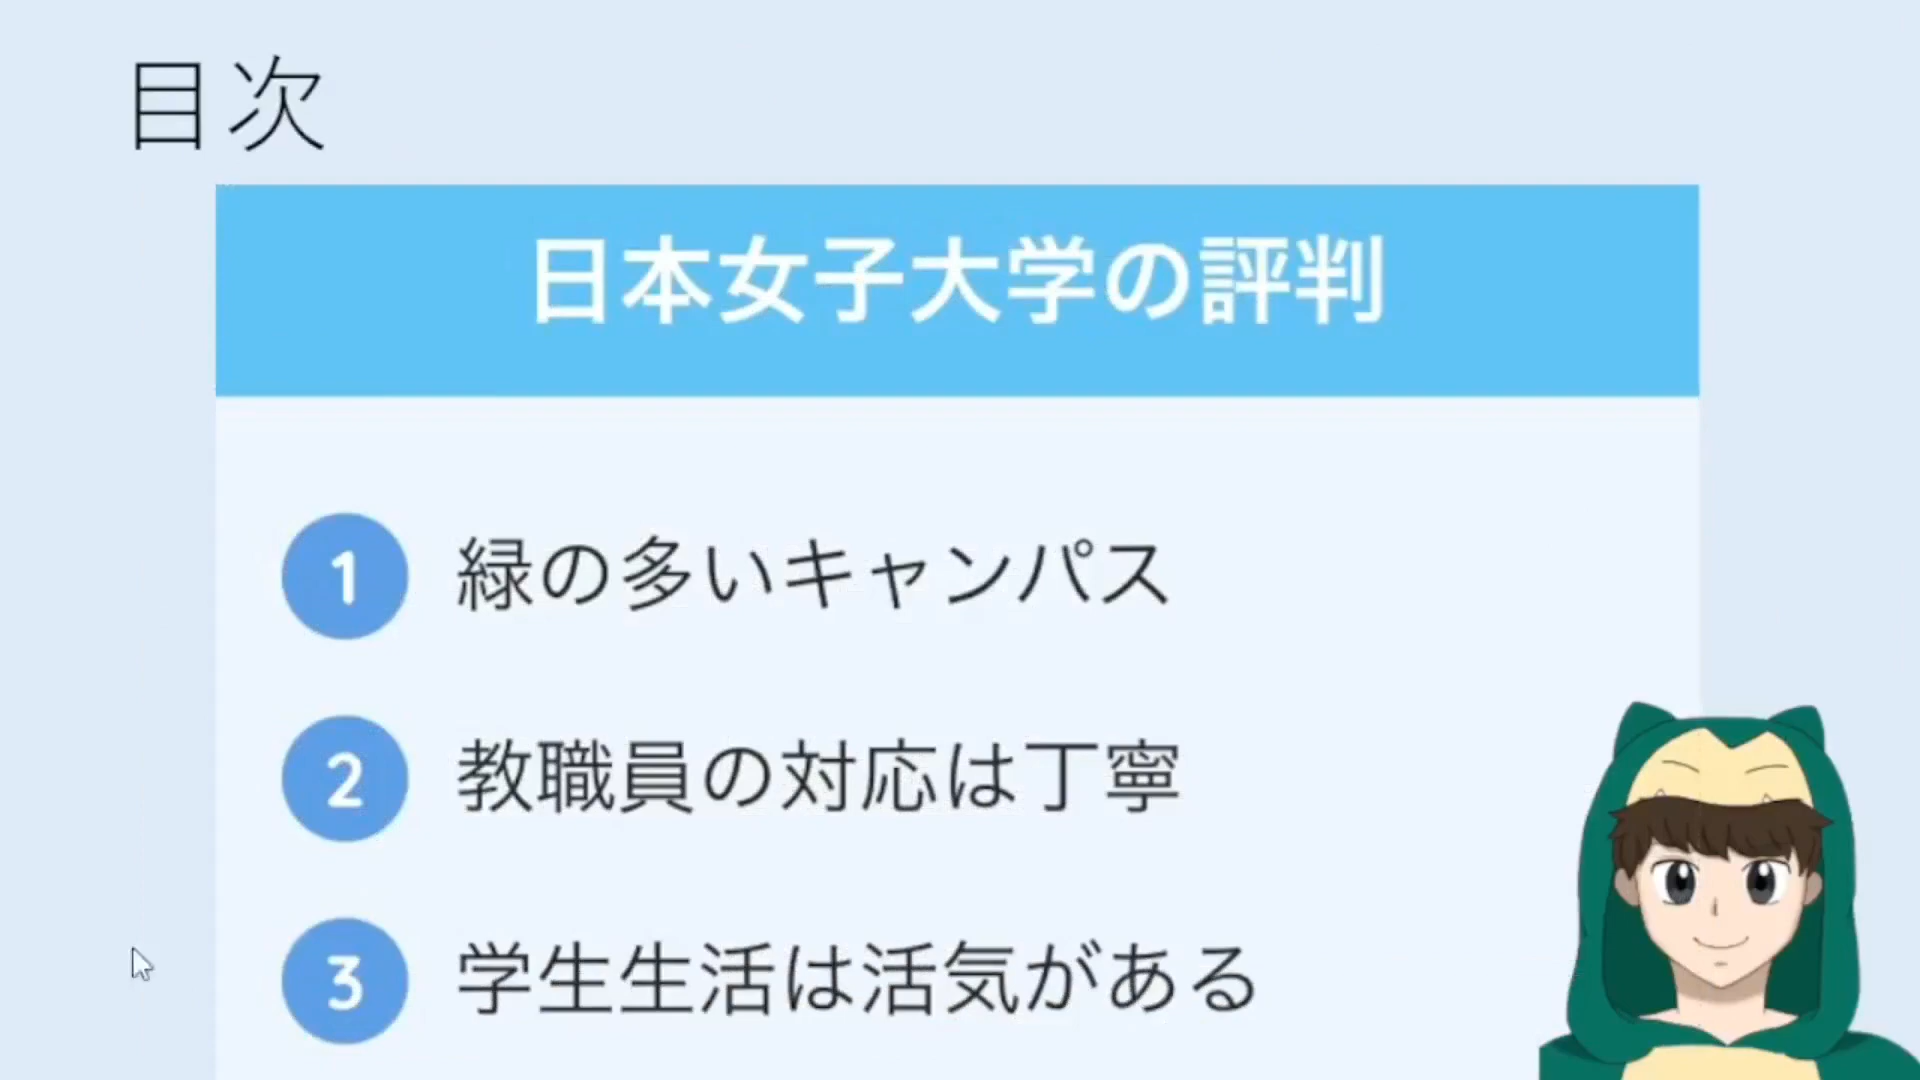 目次
日本女子大学の評判
1 緑の多いキャンパス
2 教職員の対応は丁寧
3 学生生活は活気がある